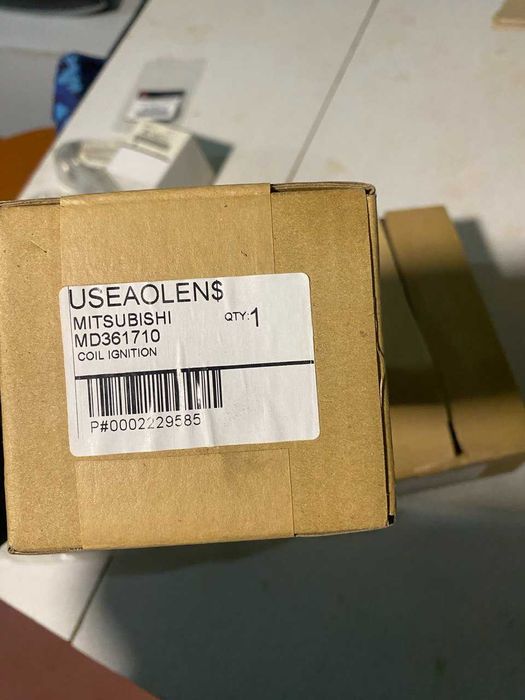 USEAOLEN$
MITSUBISHI QTY:1
MD361710
COIL IGNITION
P#0002229585